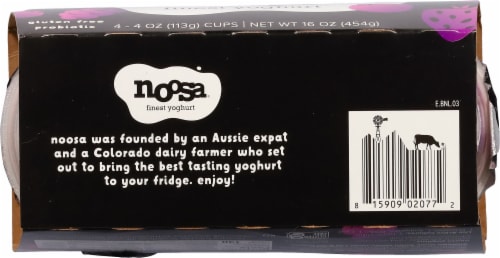 finest yoghurt
gluten free
probiotic
4 - 4 OZ (113g) CUPS | NET WT 16 OZ (454g)
noosa
finest yoghurt
E.BNL.03
noosa was founded by an Aussie expat
and a Colorado dairy farmer who set
out to bring the best tasting yoghurt
to your fridge. enjoy!
8 15909 02077 2